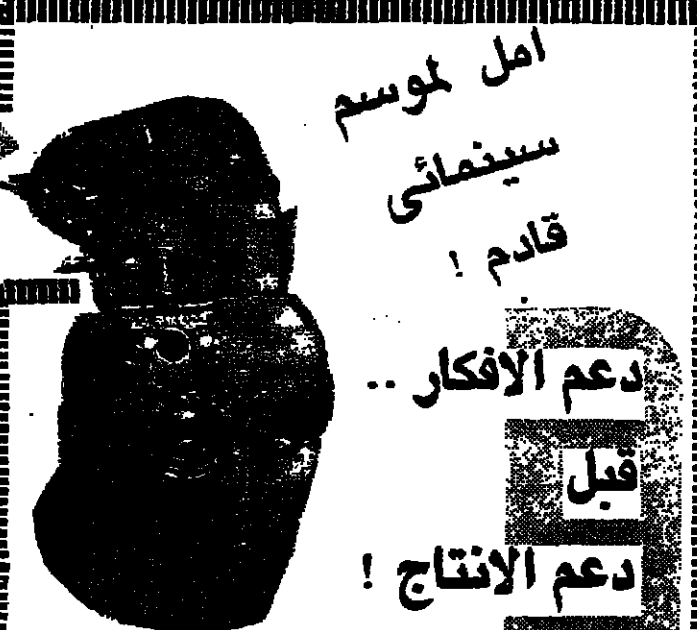 امل لموسم
سينمائى
قادم !
دعم الافكار ..
قبل
دعم الانتاج !